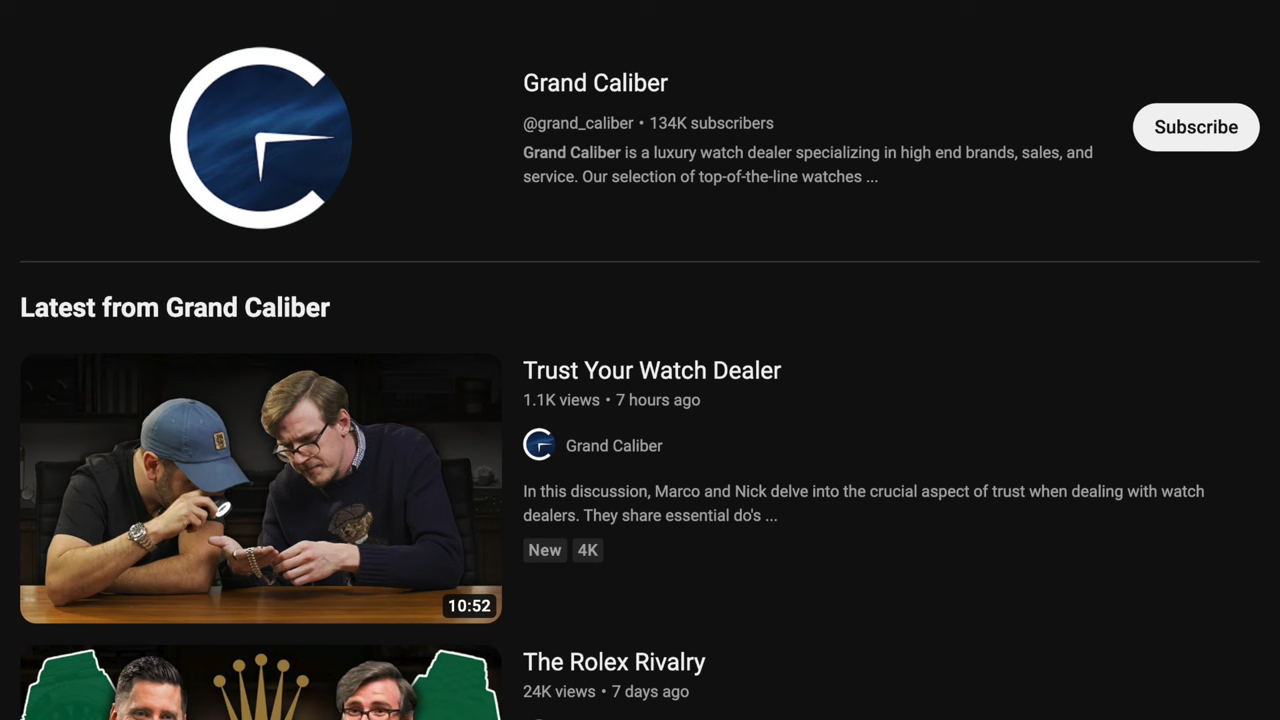 Grand Caliber
@grand_caliber • 134K subscribers
Subscribe
Grand Caliber is a luxury watch dealer specializing in high end brands, sales, and
service. Our selection of top-of-the-line watches ...
Latest from Grand Caliber
Trust Your Watch Dealer
1.1K views • 7 hours ago
Grand Caliber
In this discussion, Marco and Nick delve into the crucial aspect of trust when dealing with watch
dealers. They share essential do's ...
New 4K
10:52
The Rolex Rivalry
24K views • 7 days ago